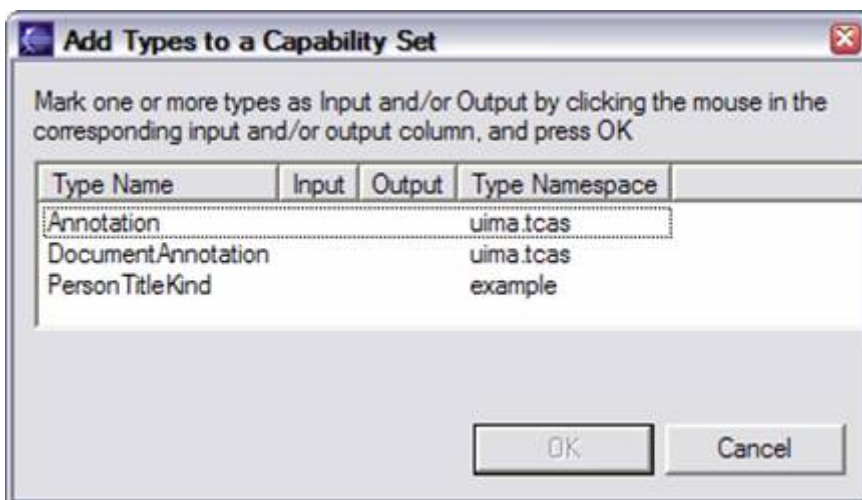 Add Types to a Capability Set
Mark one or more types as Input and/or Output by clicking the mouse in the
corresponding input and/or output column, and press OK
Type Name Input Output Type Namespace
Annotation uima.tcas
DocumentAnnotation uima.tcas
PersonTitleKind example
OK Cancel